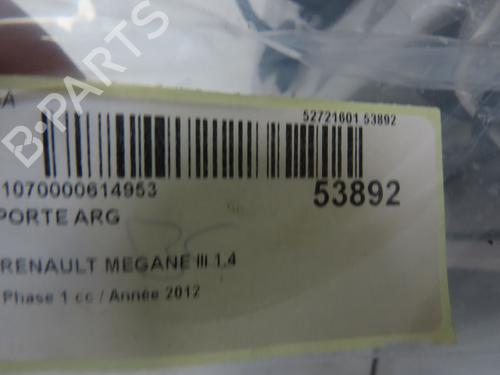 52721601 53892
1070000614953
53892
PORTE ARG
RENAULT MEGANE III 1.4
Phase 1 cc / Année 2012
B-PARTS